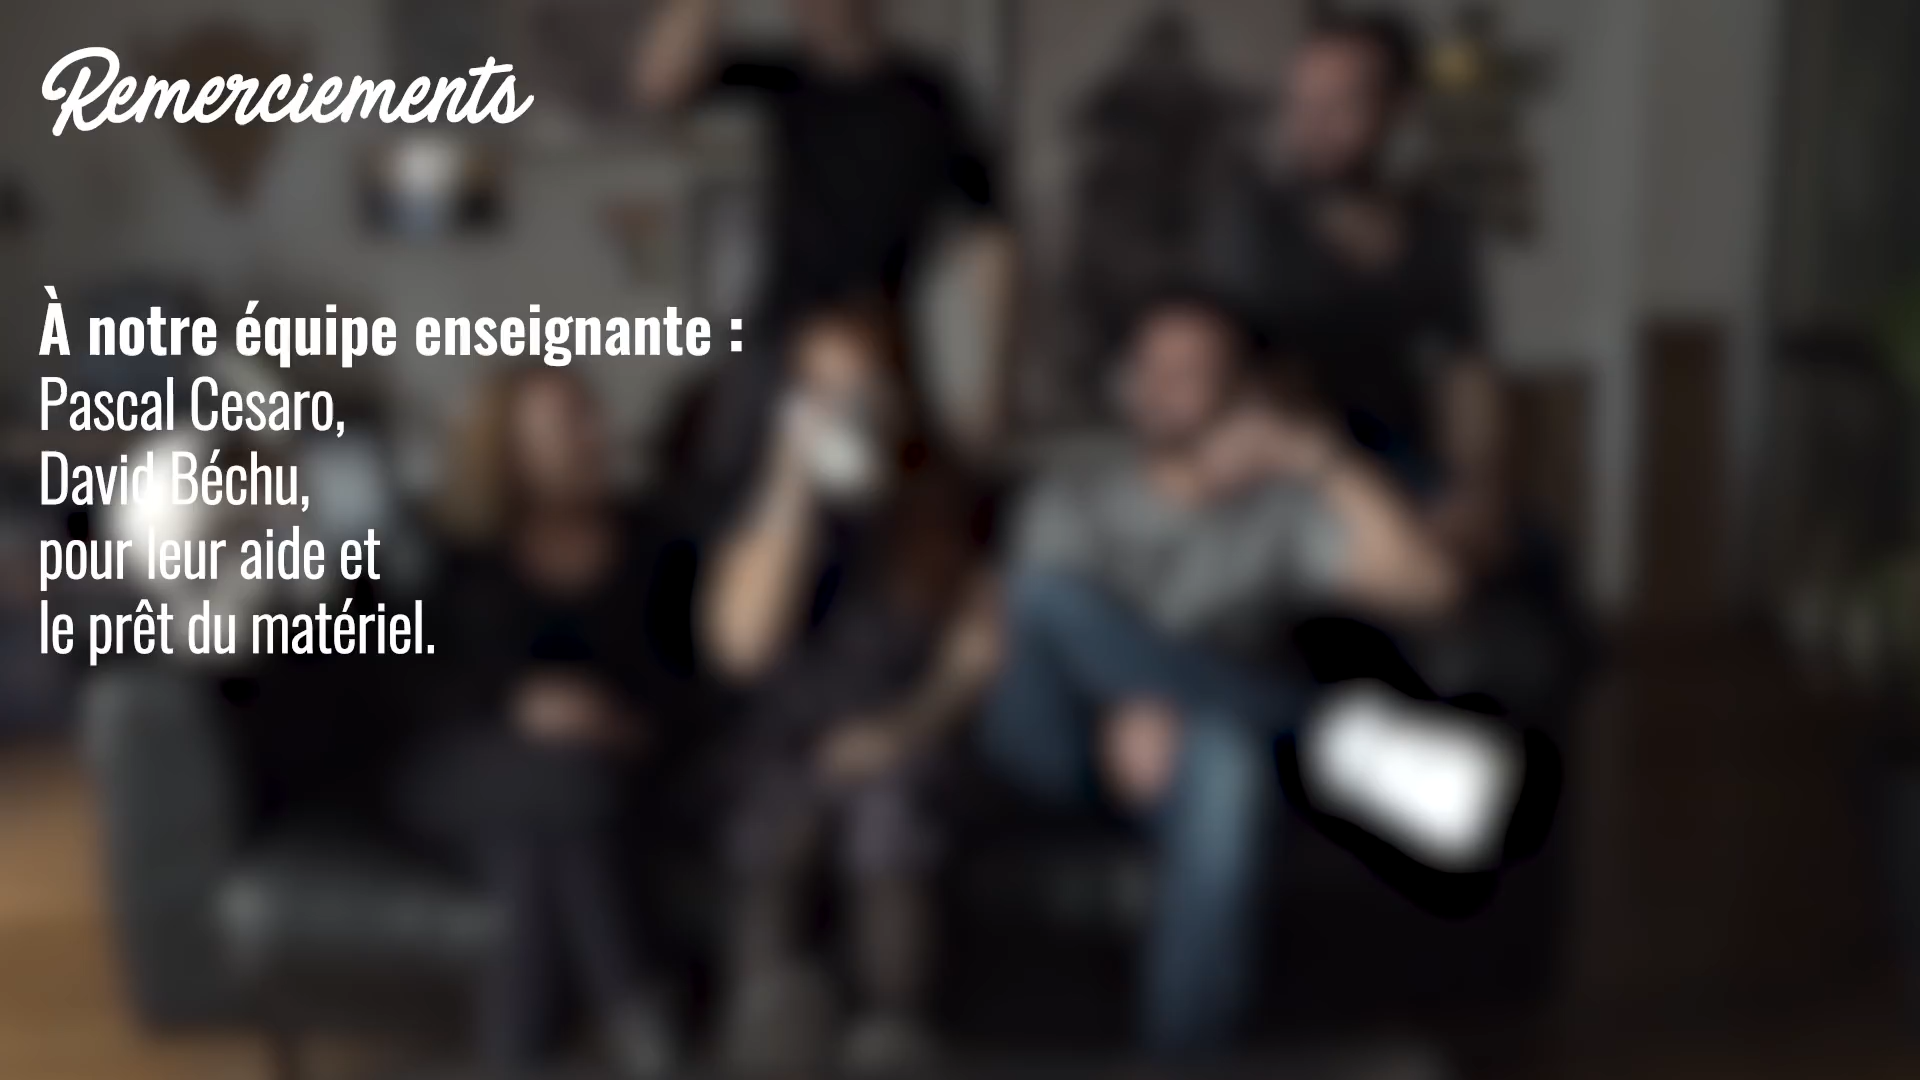 Remerciements
À notre équipe enseignante :
Pascal Cesaro,
David Béchu,
pour leur aide et
le prêt du matériel.